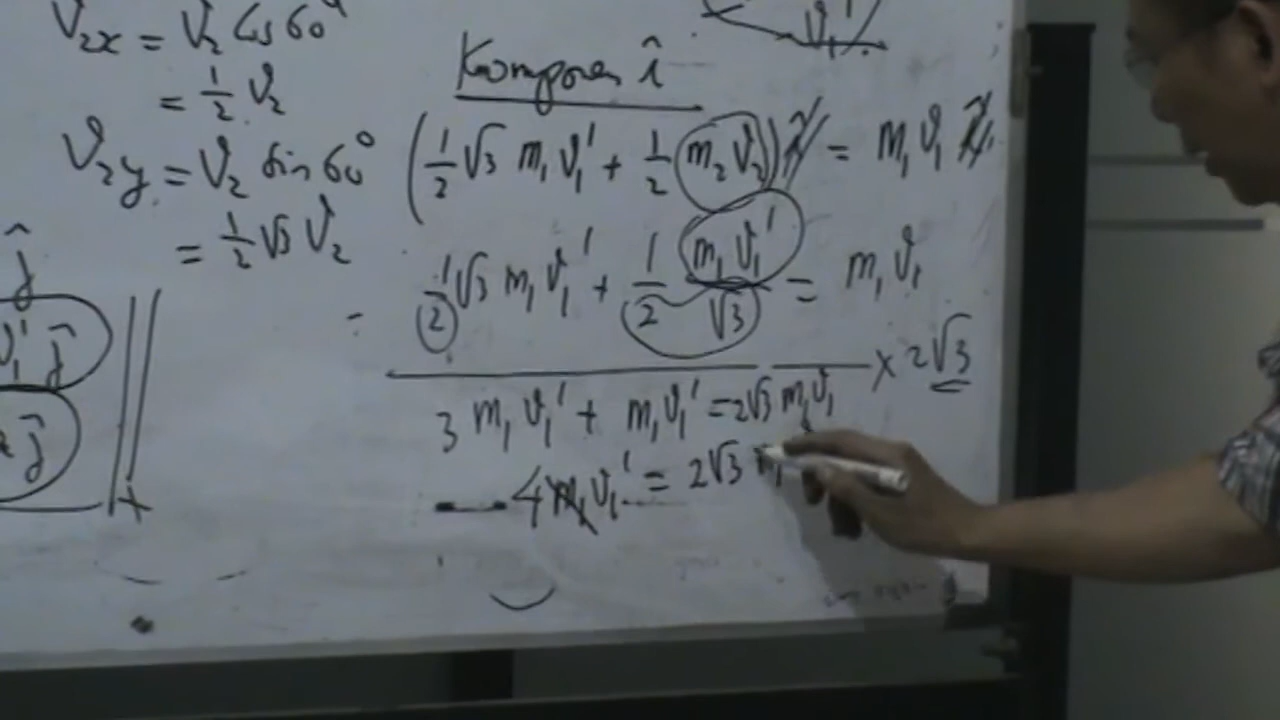 V₂ₓ = V₂ Cos 60°
= 1/2 V₂
V₂y = V₂ Sin 60°
= 1/2 √3 V₂
ĵ
V₁' ĵ
ĵ
+
V₁'
Komponen î
(1/2 √3 m₁ V₁' + 1/2 m₂ V₂) î = m₁ V₁ î
1/2 √3 m₁ V₁' + 1/2 m₁ V₁'/√3 = m₁ V₁
× 2√3
3 m₁ V₁' + m₁ V₁' = 2√3 m₁ V₁
4 m₁ V₁' = 2√3 m₁